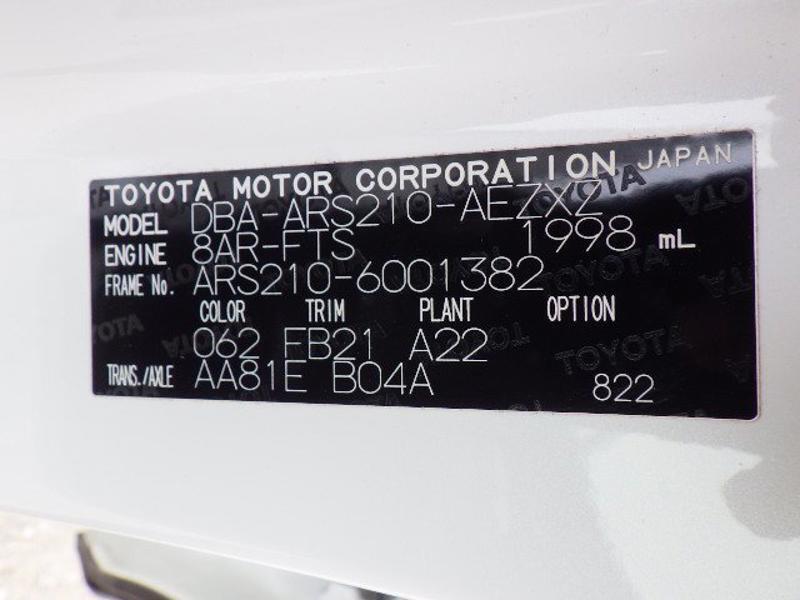 TOYOTA MOTOR CORPORATION JAPAN
MODEL DBA-ARS210-AEZXZ
ENGINE 8AR-FTS 1998 mL
FRAME No. ARS210-6001382
COLOR TRIM PLANT OPTION
062 FB21 A22
TRANS./AXLE AA81E B04A 822